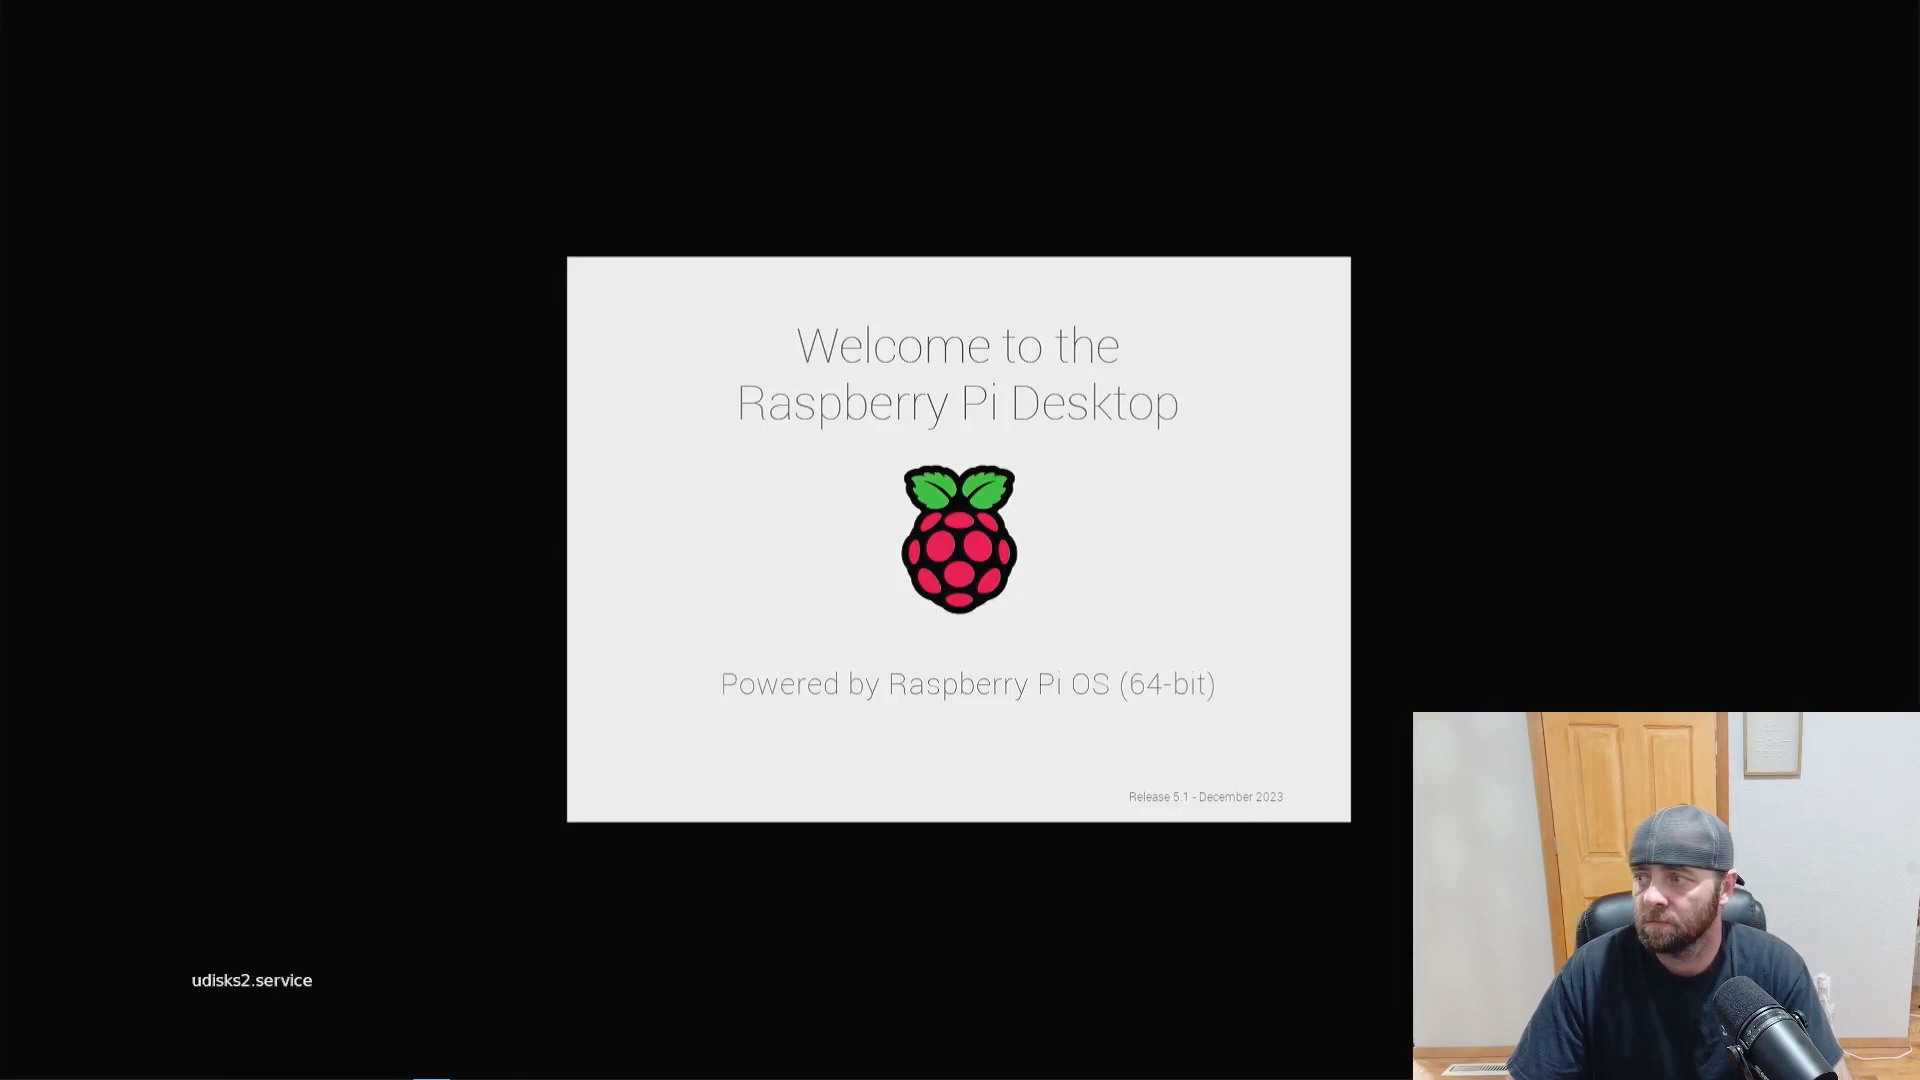 Welcome to the
Raspberry Pi Desktop
Powered by Raspberry Pi OS (64-bit)
Release 5.1 - December 2023
udisks2.service